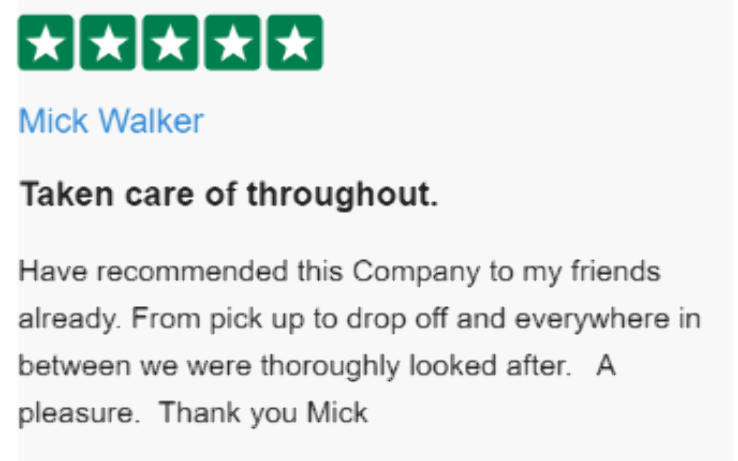 Mick Walker
Taken care of throughout.
Have recommended this Company to my friends
already. From pick up to drop off and everywhere in
between we were thoroughly looked after.   A
pleasure.  Thank you Mick